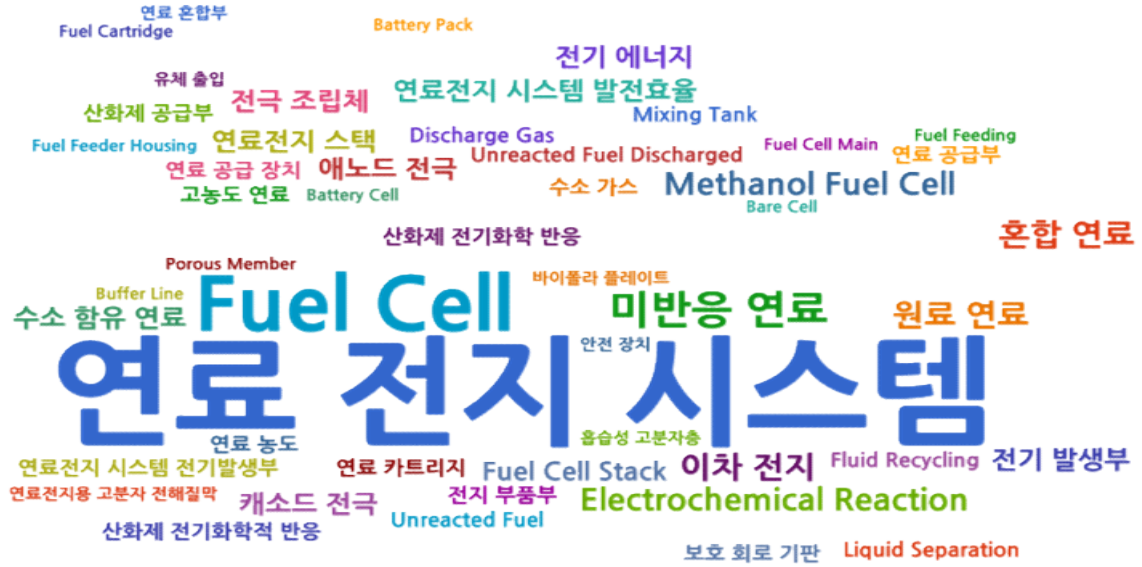 연료 혼합부
Battery Pack
Fuel Cartridge
전기 에너지
유체 출입
연료전지 시스템 발전효율
전극 조립체
산화제 공급부
Mixing Tank
연료전지 스택
Discharge Gas
Fuel Feeding
Fuel Feeder Housing
Fuel Cell Main
Unreacted Fuel Discharged
연료 공급부
연료 공급 장치
애노드 전극
수소 가스
Methanol Fuel Cell
고농도 연료
Battery Cell
Bare Cell
산화제 전기화학 반응
혼합 연료
Porous Member
바이폴라 플레이트
Buffer Line
Fuel Cell
미반응 연료
원료 연료
수소 함유 연료
안전 장치
연료 전지 시스템
연료 농도
흡습성 고분자층
연료전지 시스템 전기발생부
연료 카트리지
Fuel Cell Stack
이차 전지
Fluid Recycling
전기 발생부
연료전지용 고분자 전해질막
캐소드 전극
전지 부품부
Electrochemical Reaction
산화제 전기화학적 반응
Unreacted Fuel
보호 회로 기판
Liquid Separation